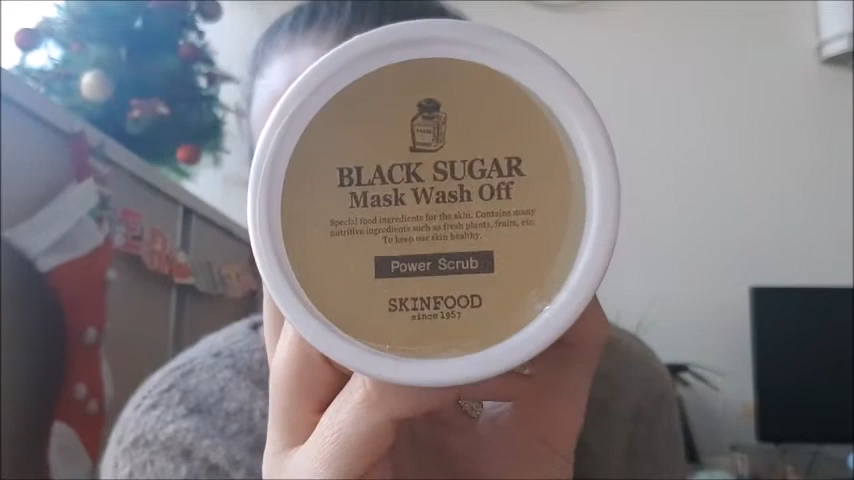 BLACK SUGAR
Mask Wash Off
Special food ingredients for the skin. Contains many
nutritive ingredients such as fresh plants, fruits, etc.
To keep our skin healthy.
Power Scrub
SKINFOOD
since 1957